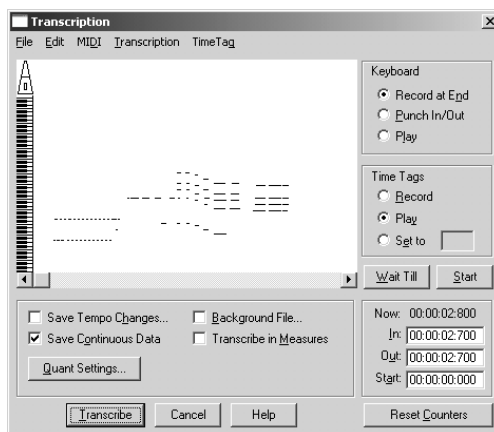 Transcription
File Edit MIDI Transcription TimeTag
Keyboard
Record at End
Punch In/Out
Play
Time Tags
Record
Play
Set to
Wait Till Start
Save Tempo Changes... Background File...
Save Continuous Data Transcribe in Measures
Quant Settings...
Now: 00:00:02:800
In: 00:00:02:700
Out: 00:00:02:700
Start: 00:00:00:000
Transcribe Cancel Help Reset Counters